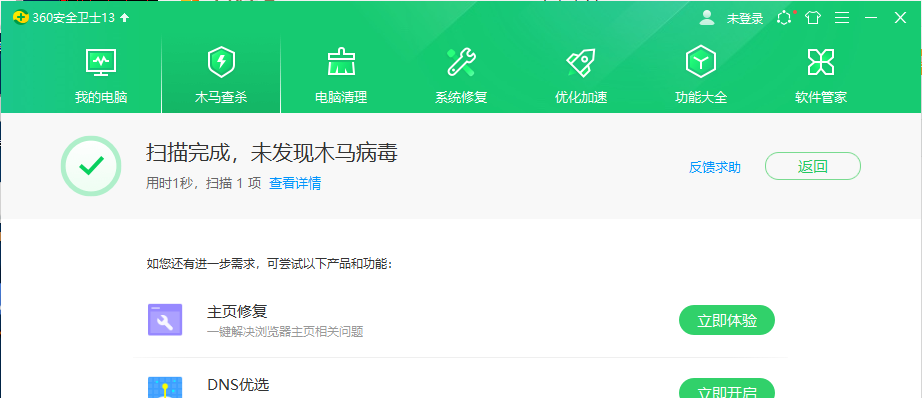 360安全卫士13
未登录
我的电脑 木马查杀 电脑清理 系统修复 优化加速 功能大全 软件管家
扫描完成，未发现木马病毒
用时1秒，扫描 1 项 查看详情
反馈求助 返回
如您还有进一步需求，可尝试以下产品和功能：
主页修复
一键解决浏览器主页相关问题
立即体验
DNS优选
立即开启